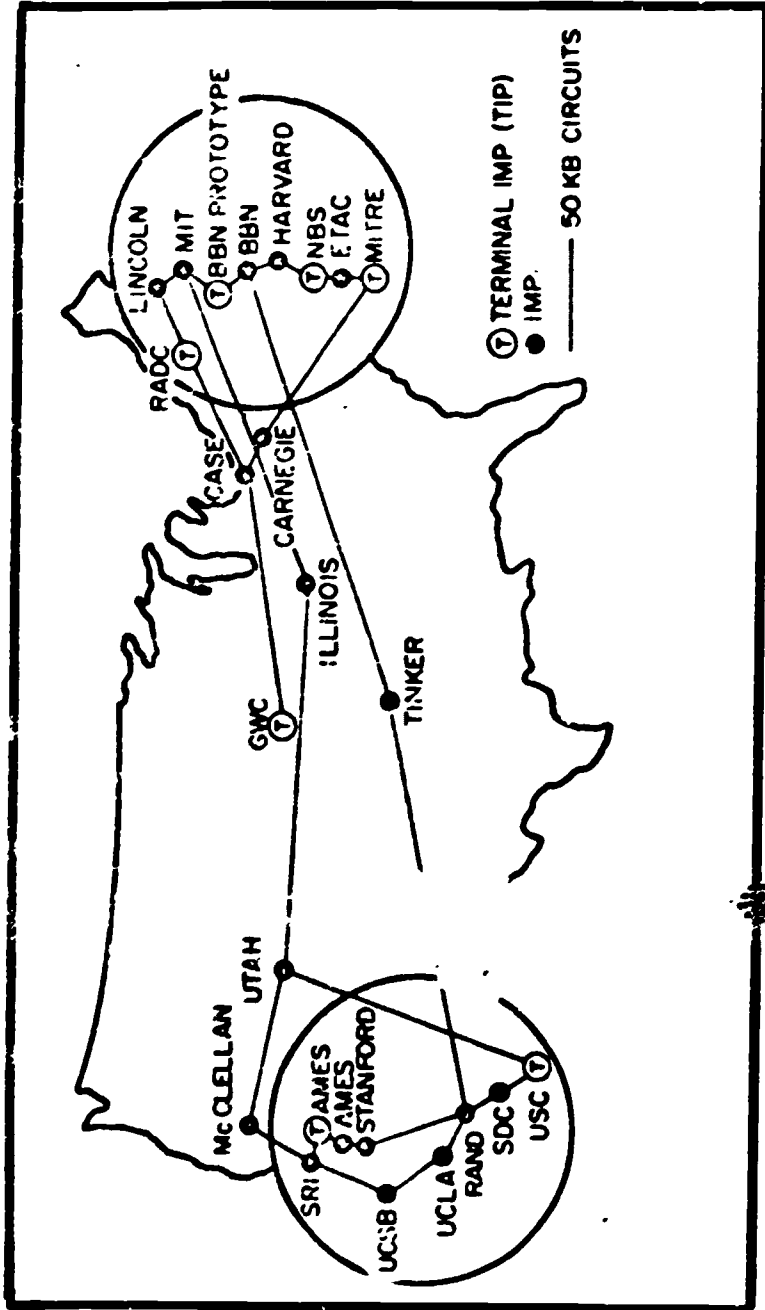 McCLELLAN
UTAH
SRI
AMES
AMES
STANFORD
UCSB
UCLA
RAND
SDC
USC
GWC
TINKER
ILLINOIS
CASE
CARNEGIE
RADC
LINCOLN
MIT
BBN PROTOTYPE
BBN
HARVARD
NBS
ETAC
MITRE
T
T
T
T
T
T
T
T TERMINAL IMP (TIP)
IMP.
50 KB CIRCUITS